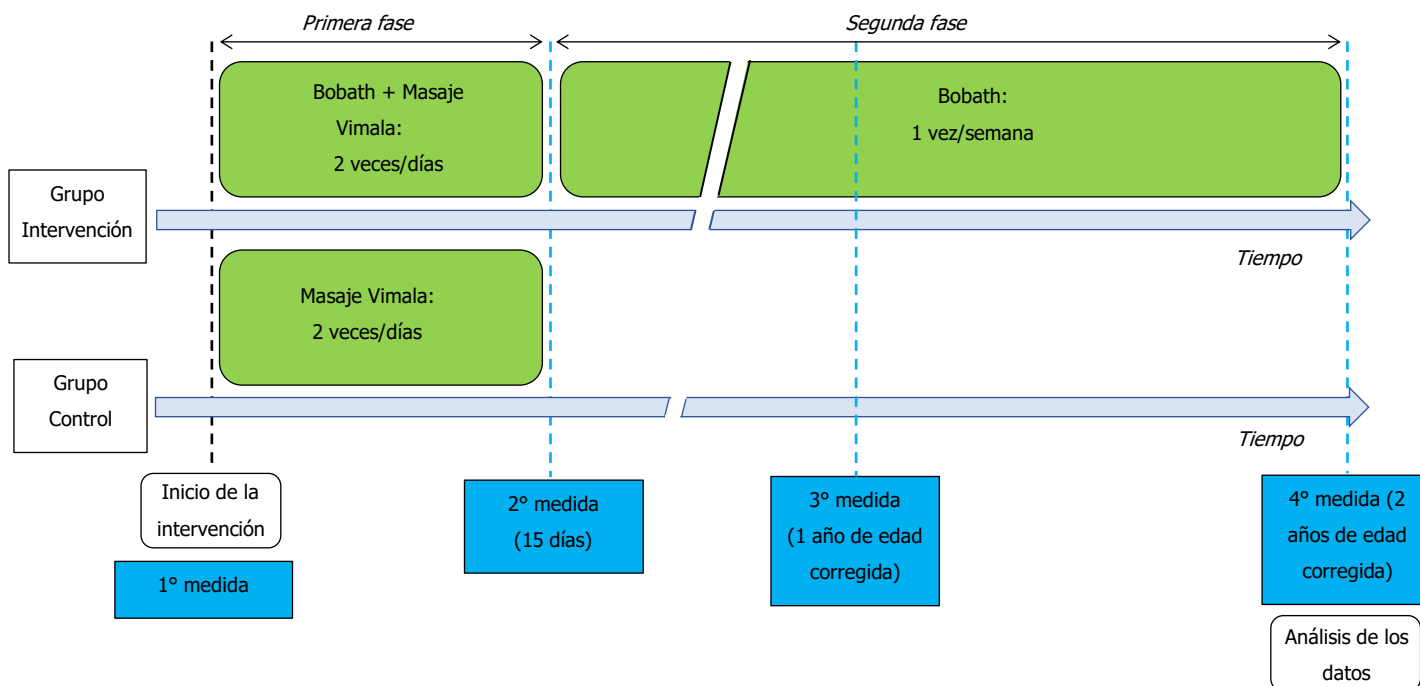 Primera fase
Segunda fase
Bobath + Masaje
Vimala:
2 veces/días
Bobath:
1 vez/semana
Grupo
Intervención
Tiempo
Masaje Vimala:
2 veces/días
Grupo
Control
Tiempo
Inicio de la
intervención
1° medida
2° medida
(15 días)
3° medida
(1 año de edad
corregida)
4° medida (2
años de edad
corregida)
Análisis de los
datos